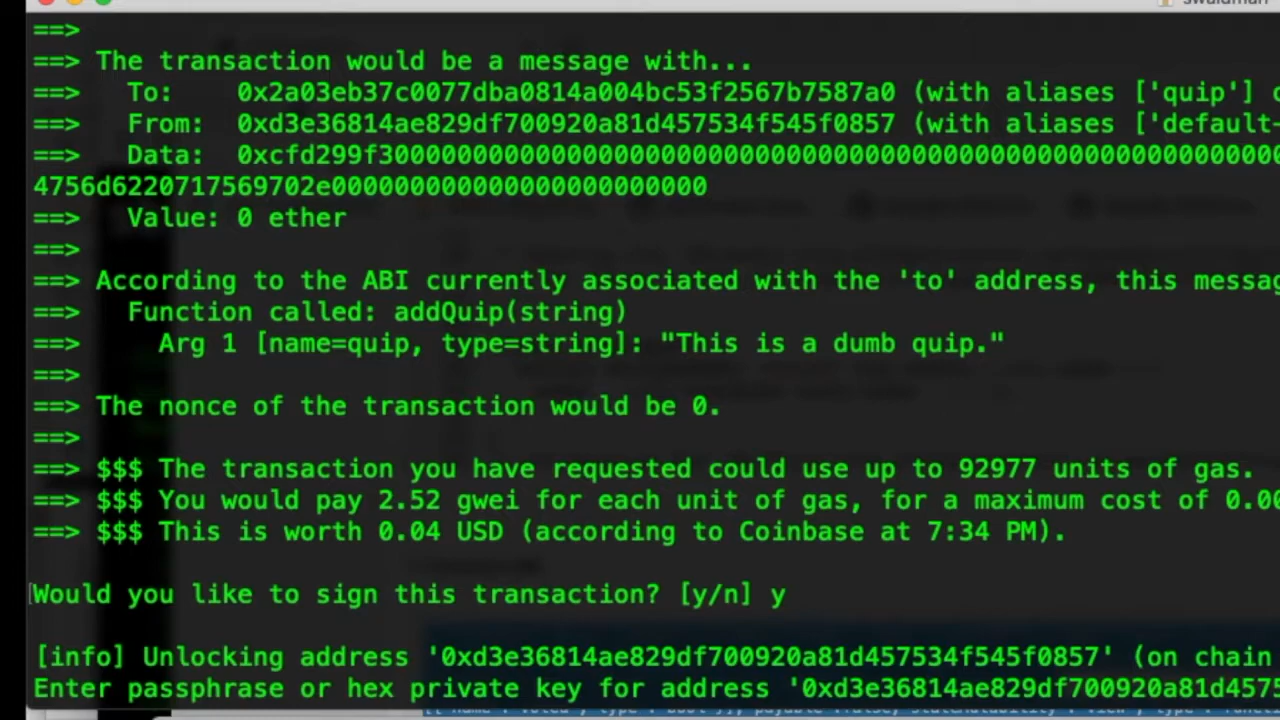 swaldman
==>
==> The transaction would be a message with...
==>   To:    0x2a03eb37c0077dba0814a004bc53f2567b7587a0 (with aliases ['quip']
==>   From:  0xd3e36814ae829df700920a81d457534f545f0857 (with aliases ['default-
==>   Data:  0xcfd299f3000000000000000000000000000000000000000000000000000000000
4756d6220717569702e000000000000000000000000
==>   Value: 0 ether
==>
==> According to the ABI currently associated with the 'to' address, this messag
==>   Function called: addQuip(string)
==>     Arg 1 [name=quip, type=string]: "This is a dumb quip."
==>
==> The nonce of the transaction would be 0.
==>
==> $$$ The transaction you have requested could use up to 92977 units of gas.
==> $$$ You would pay 2.52 gwei for each unit of gas, for a maximum cost of 0.00
==> $$$ This is worth 0.04 USD (according to Coinbase at 7:34 PM).
Would you like to sign this transaction? [y/n] y
[info] Unlocking address '0xd3e36814ae829df700920a81d457534f545f0857' (on chain
Enter passphrase or hex private key for address '0xd3e36814ae829df700920a81d4575